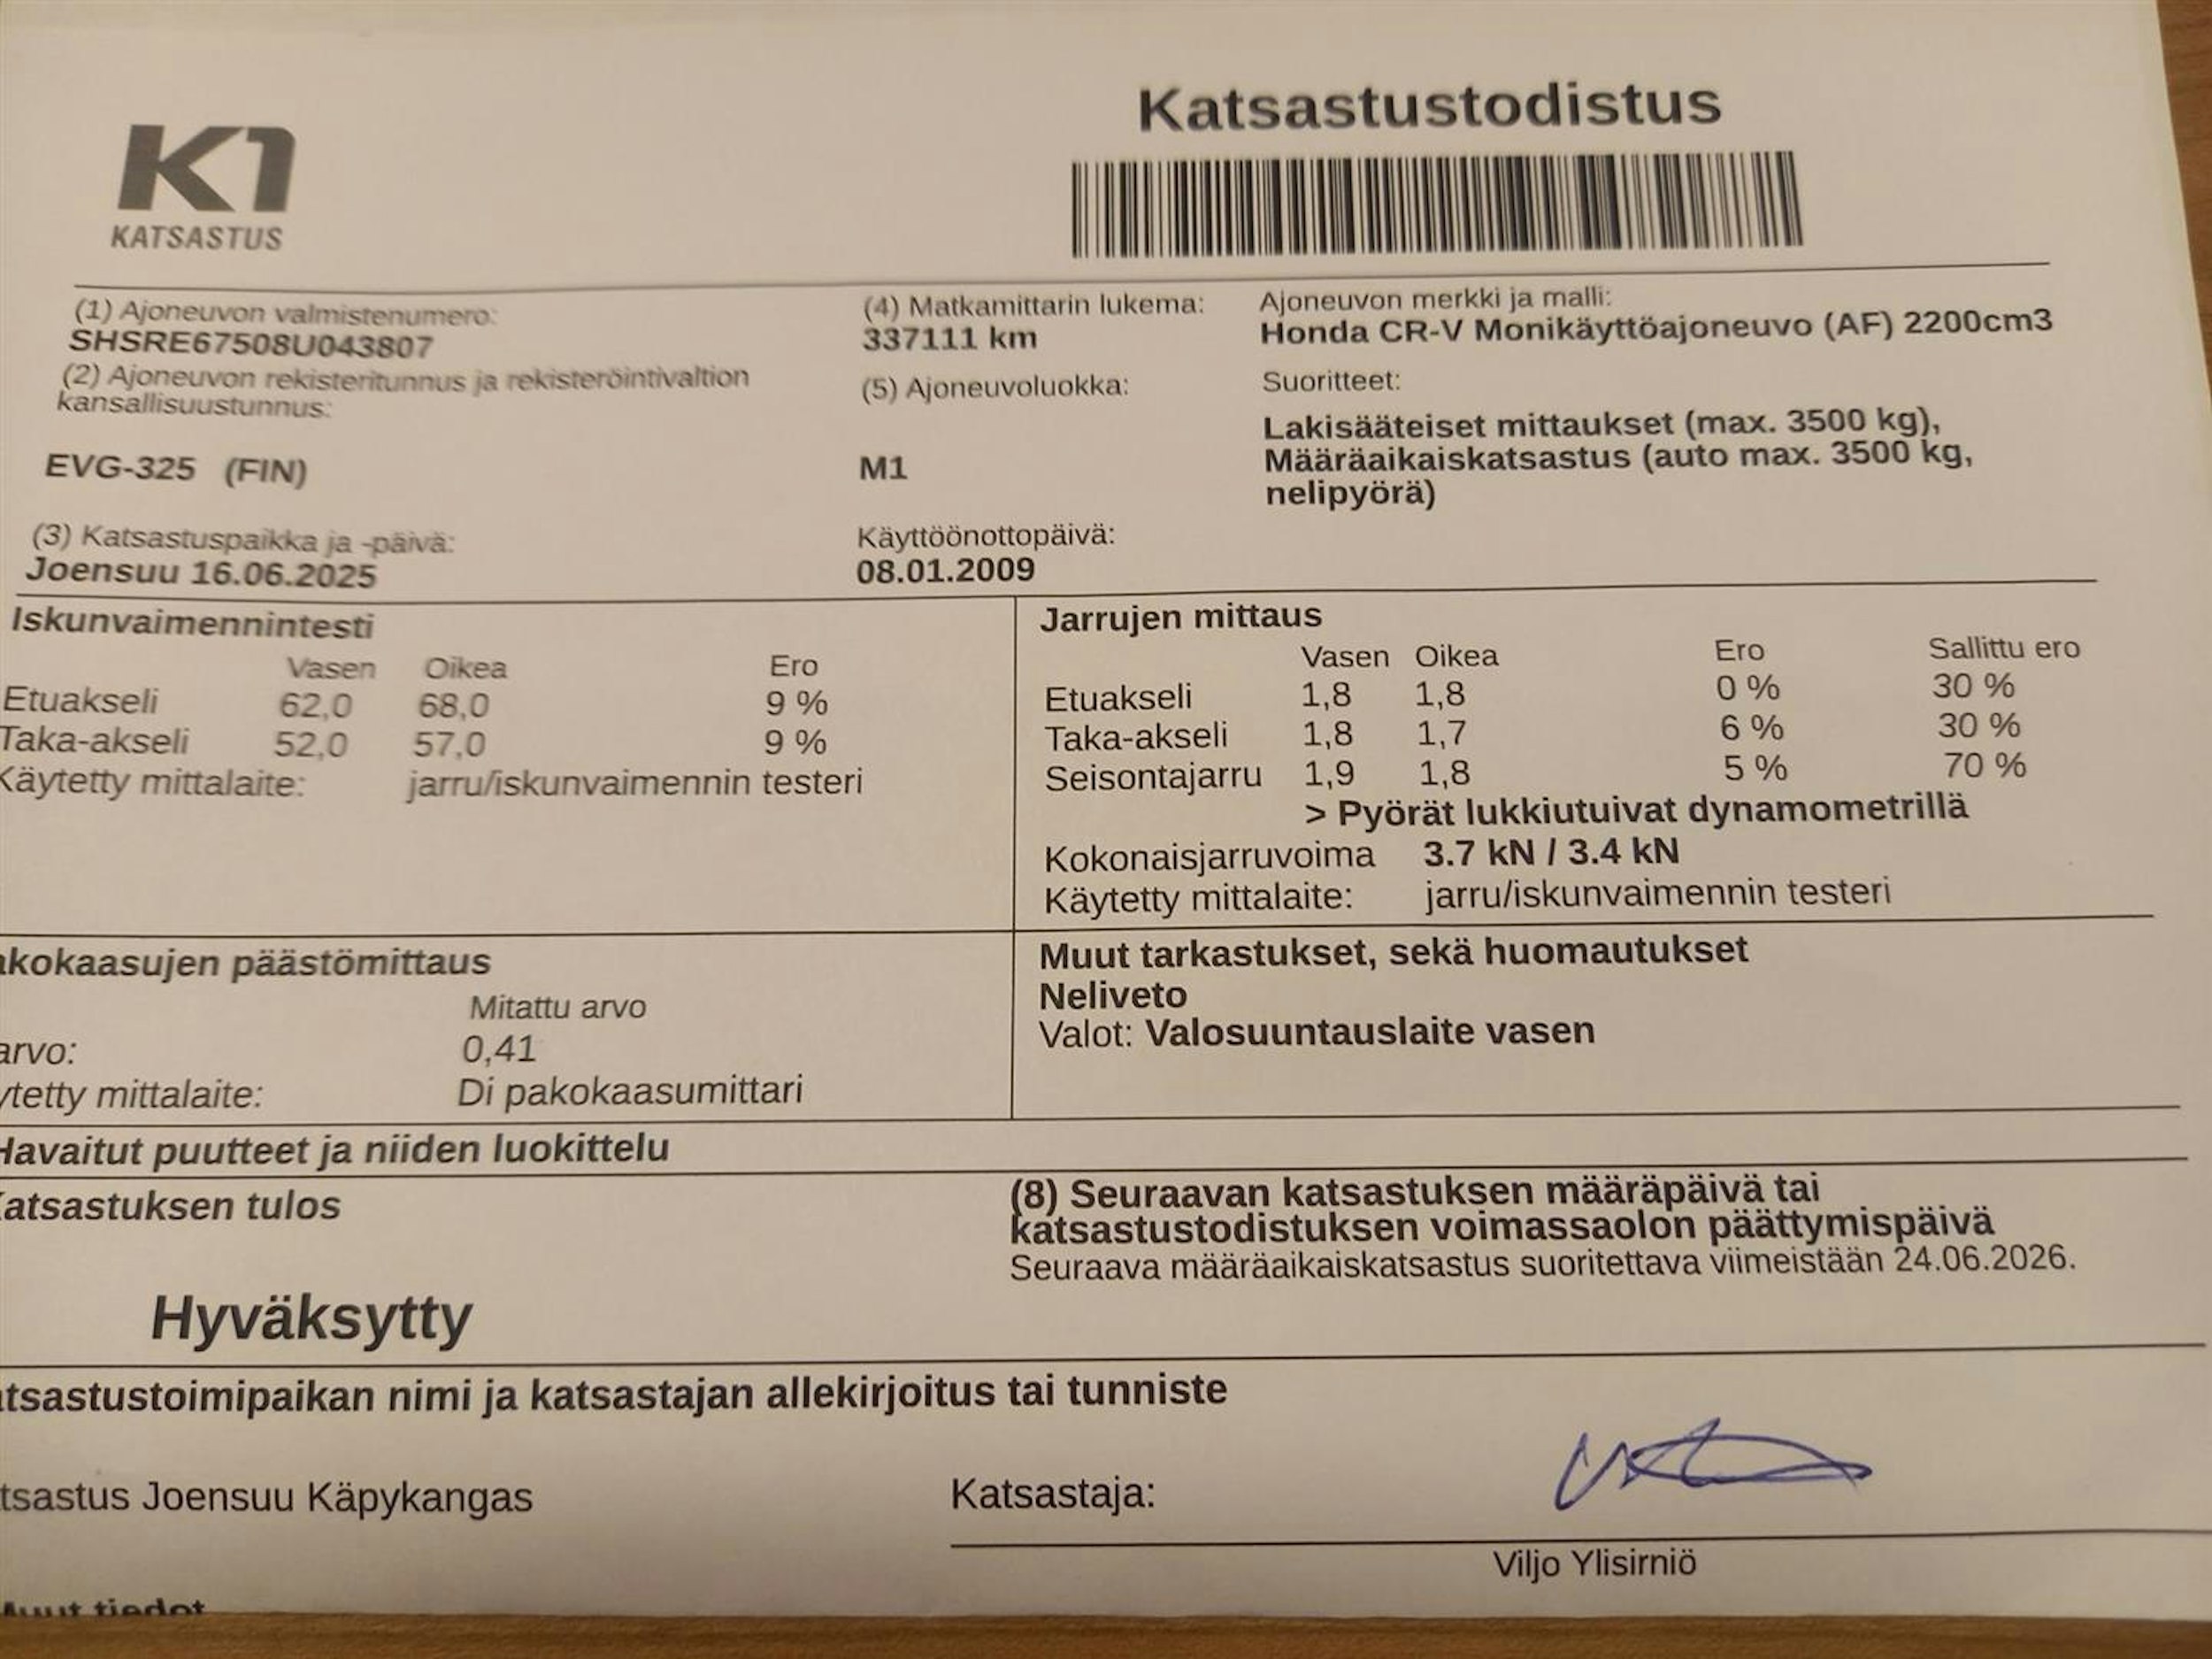 K1
KATSASTUS
Katsastustodistus
(1) Ajoneuvon valmistenumero:
SHSRE67508U043807
(2) Ajoneuvon rekisteritunnus ja rekisteröintivaltion
kansallisuustunnus:
EVG-325 (FIN)
(3) Katsastuspaikka ja -päivä:
Joensuu 16.06.2025
(4) Matkamittarin lukema:
337111 km
(5) Ajoneuvoluokka:
M1
Käyttöönottopäivä:
08.01.2009
Ajoneuvon merkki ja malli:
Honda CR-V Monikäyttöajoneuvo (AF) 2200cm3
Suoritteet:
Lakisääteiset mittaukset (max. 3500 kg),
Määräaikaiskatsastus (auto max. 3500 kg,
nelipyörä)
Iskunvaimennintesti
Vasen Oikea Ero
Etuakseli 62,0 68,0 9 %
Taka-akseli 52,0 57,0 9 %
Käytetty mittalaite: jarru/iskunvaimennin testeri
Jarrujen mittaus
Vasen Oikea Ero Sallittu ero
Etuakseli 1,8 1,8 0 % 30 %
Taka-akseli 1,8 1,7 6 % 30 %
Seisontajarru 1,9 1,8 5 % 70 %
> Pyörät lukkiutuivat dynamometrillä
Kokonaisjarruvoima 3.7 kN / 3.4 kN
Käytetty mittalaite: jarru/iskunvaimennin testeri
akokaasujen päästömittaus
Mitattu arvo
arvo: 0,41
ytetty mittalaite: Di pakokaasumittari
Muut tarkastukset, sekä huomautukset
Neliveto
Valot: Valosuuntauslaite vasen
Havaitut puutteet ja niiden luokittelu
atsastuksen tulos
Hyväksytty
(8) Seuraavan katsastuksen määräpäivä tai
katsastustodistuksen voimassaolon päättymispäivä
Seuraava määräaikaiskatsastus suoritettava viimeistään 24.06.2026.
atsastustoimipaikan nimi ja katsastajan allekirjoitus tai tunniste
tsastus Joensuu Käpykangas
Katsastaja:
Viljo Ylisirniö
Muut tiedot